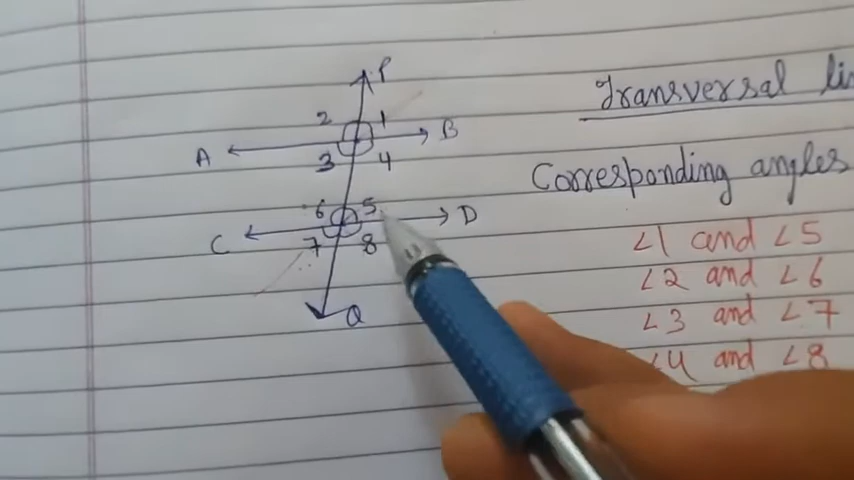 P
2 1
A B
3 4
6 5
C D
7 8
Q
Transversal
Corresponding angles
∠1 and ∠5
∠2 and ∠6
∠3 and ∠7
∠4 and ∠8